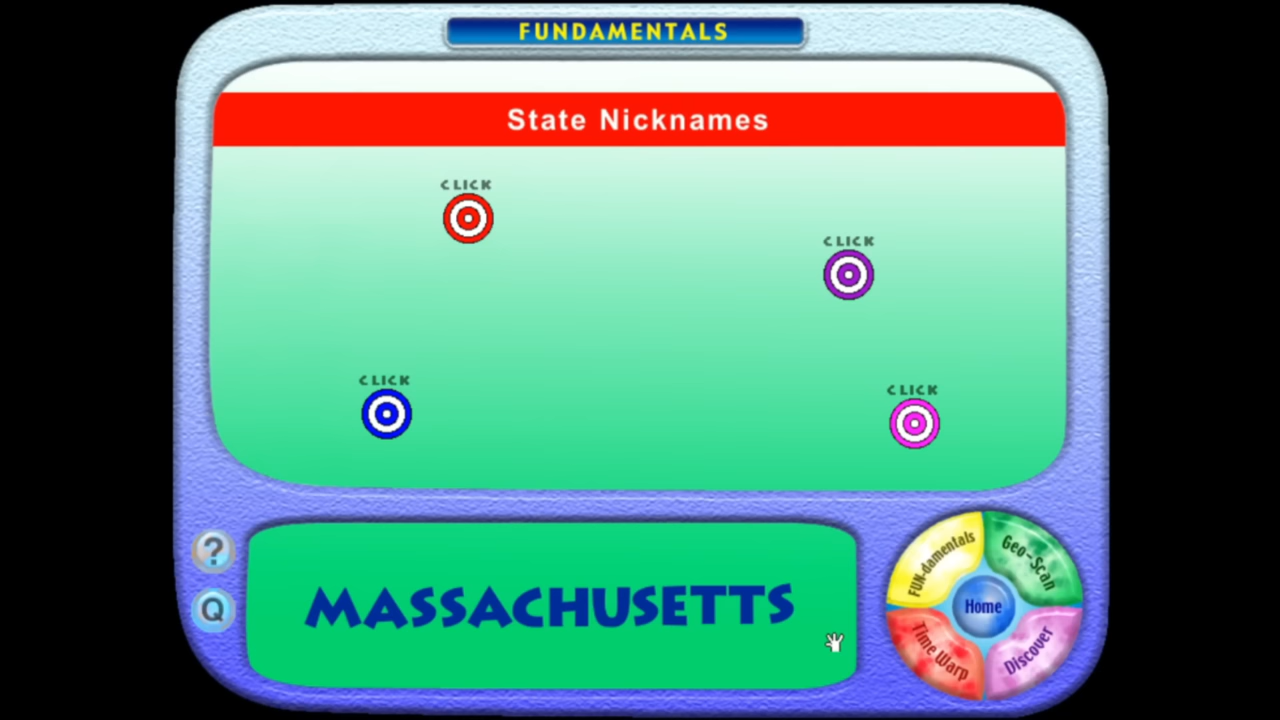 FUNDAMENTALS
State Nicknames
CLICK
CLICK
CLICK
CLICK
?
Q
MASSACHUSETTS
FUN-damentals
Geo-Scan
Home
Time Warp
Discover